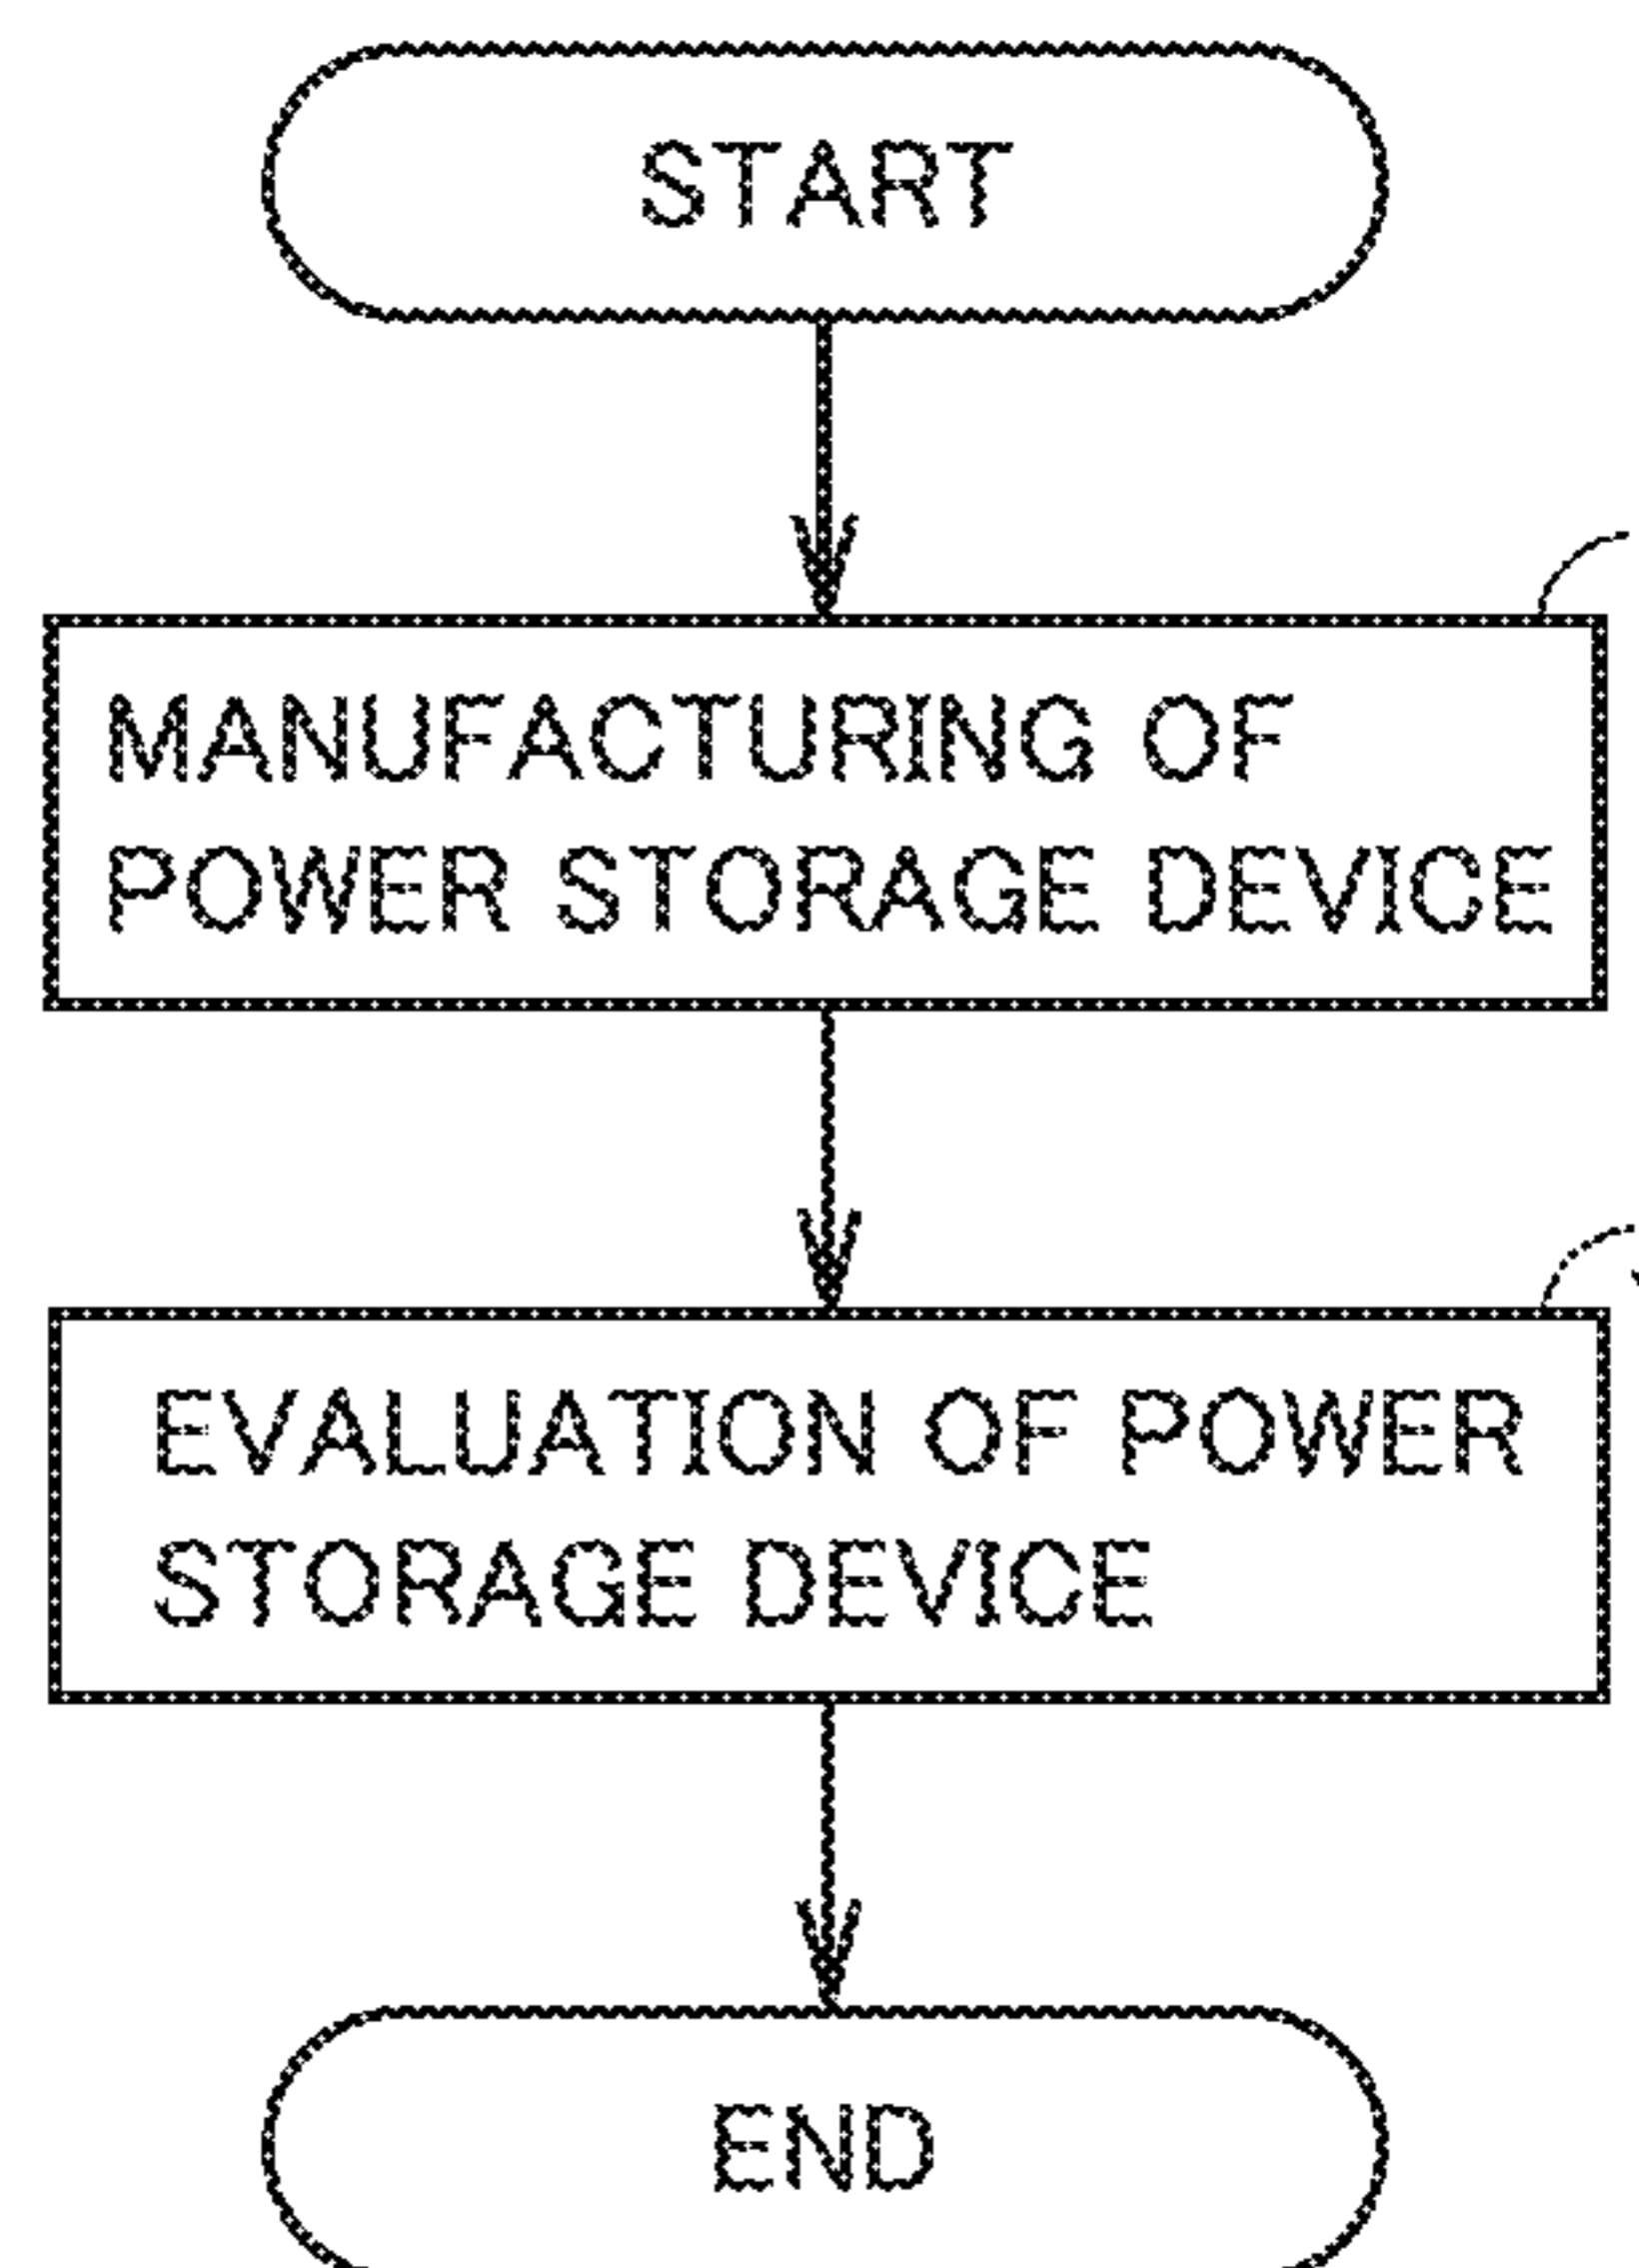 START
MANUFACTURING OF
POWER STORAGE DEVICE
EVALUATION OF POWER
STORAGE DEVICE
END